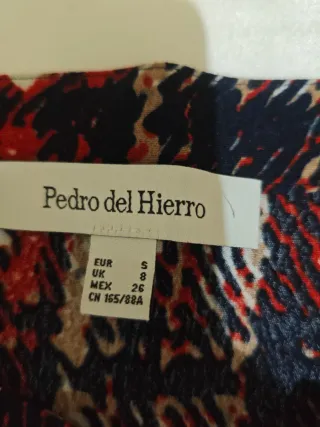 Pedro del Hierro
EUR S
UK 8
MEX 26
CN 165/88A